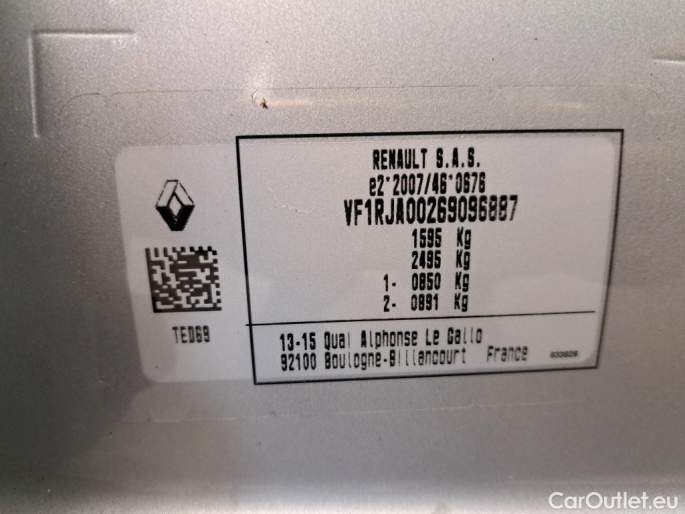 RENAULT S.A.S.
e2*2007/46*0676
VF1RJA00269096887
1595 Kg
2495 Kg
1- 0850 Kg
2- 0891 Kg
TED69
13-15 Quai Alphonse Le Gallo
92100 Boulogne-Billancourt France
933928
CarOutlet.eu